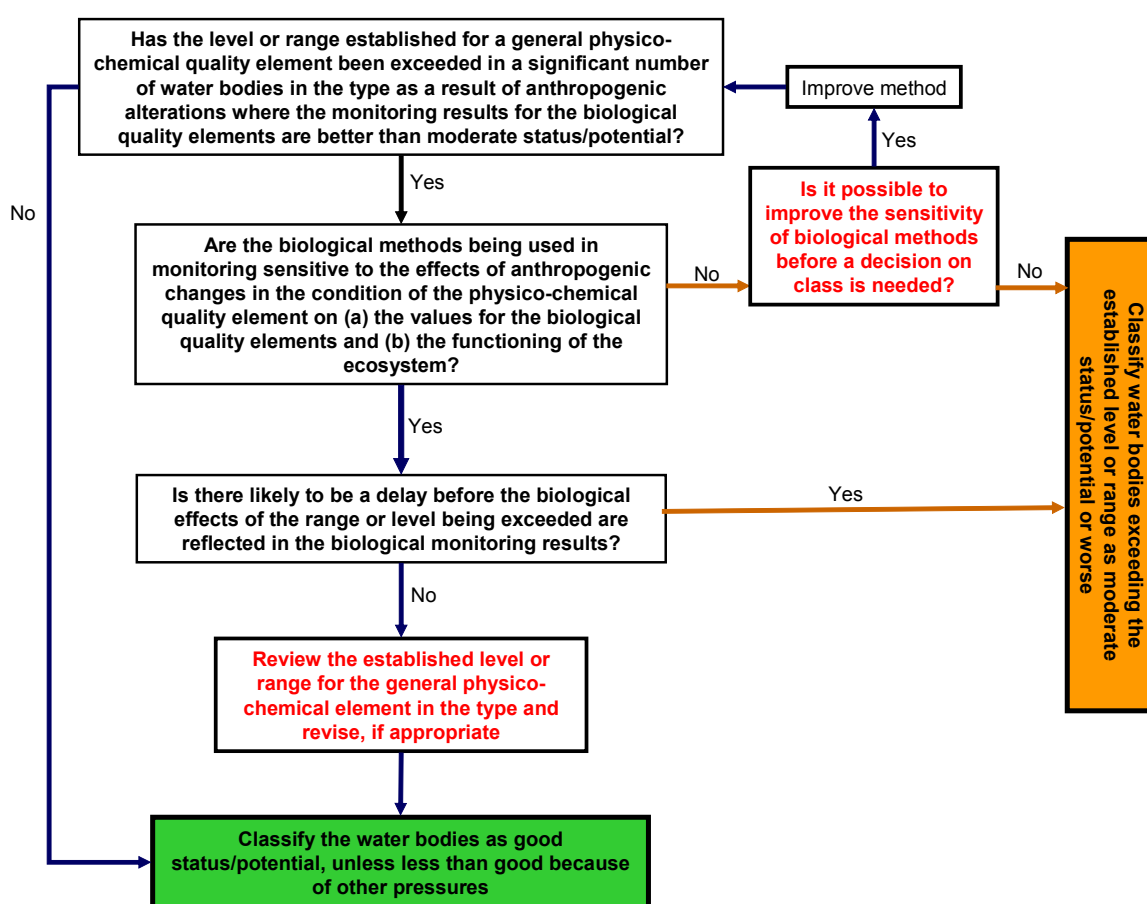 Has the level or range established for a general physico-
chemical quality element been exceeded in a significant number
of water bodies in the type as a result of anthropogenic
alterations where the monitoring results for the biological
quality elements are better than moderate status/potential?
Improve method
Yes
No
Yes
Is it possible to
improve the sensitivity
of biological methods
before a decision on
class is needed?
Are the biological methods being used in
monitoring sensitive to the effects of anthropogenic
changes in the condition of the physico-chemical
quality element on (a) the values for the biological
quality elements and (b) the functioning of the
ecosystem?
No
No
Classify water bodies exceeding the
established level or range as moderate
status/potential or worse
Yes
Is there likely to be a delay before the biological
effects of the range or level being exceeded are
reflected in the biological monitoring results?
Yes
No
Review the established level or
range for the general physico-
chemical element in the type and
revise, if appropriate
Classify the water bodies as good
status/potential, unless less than good because
of other pressures